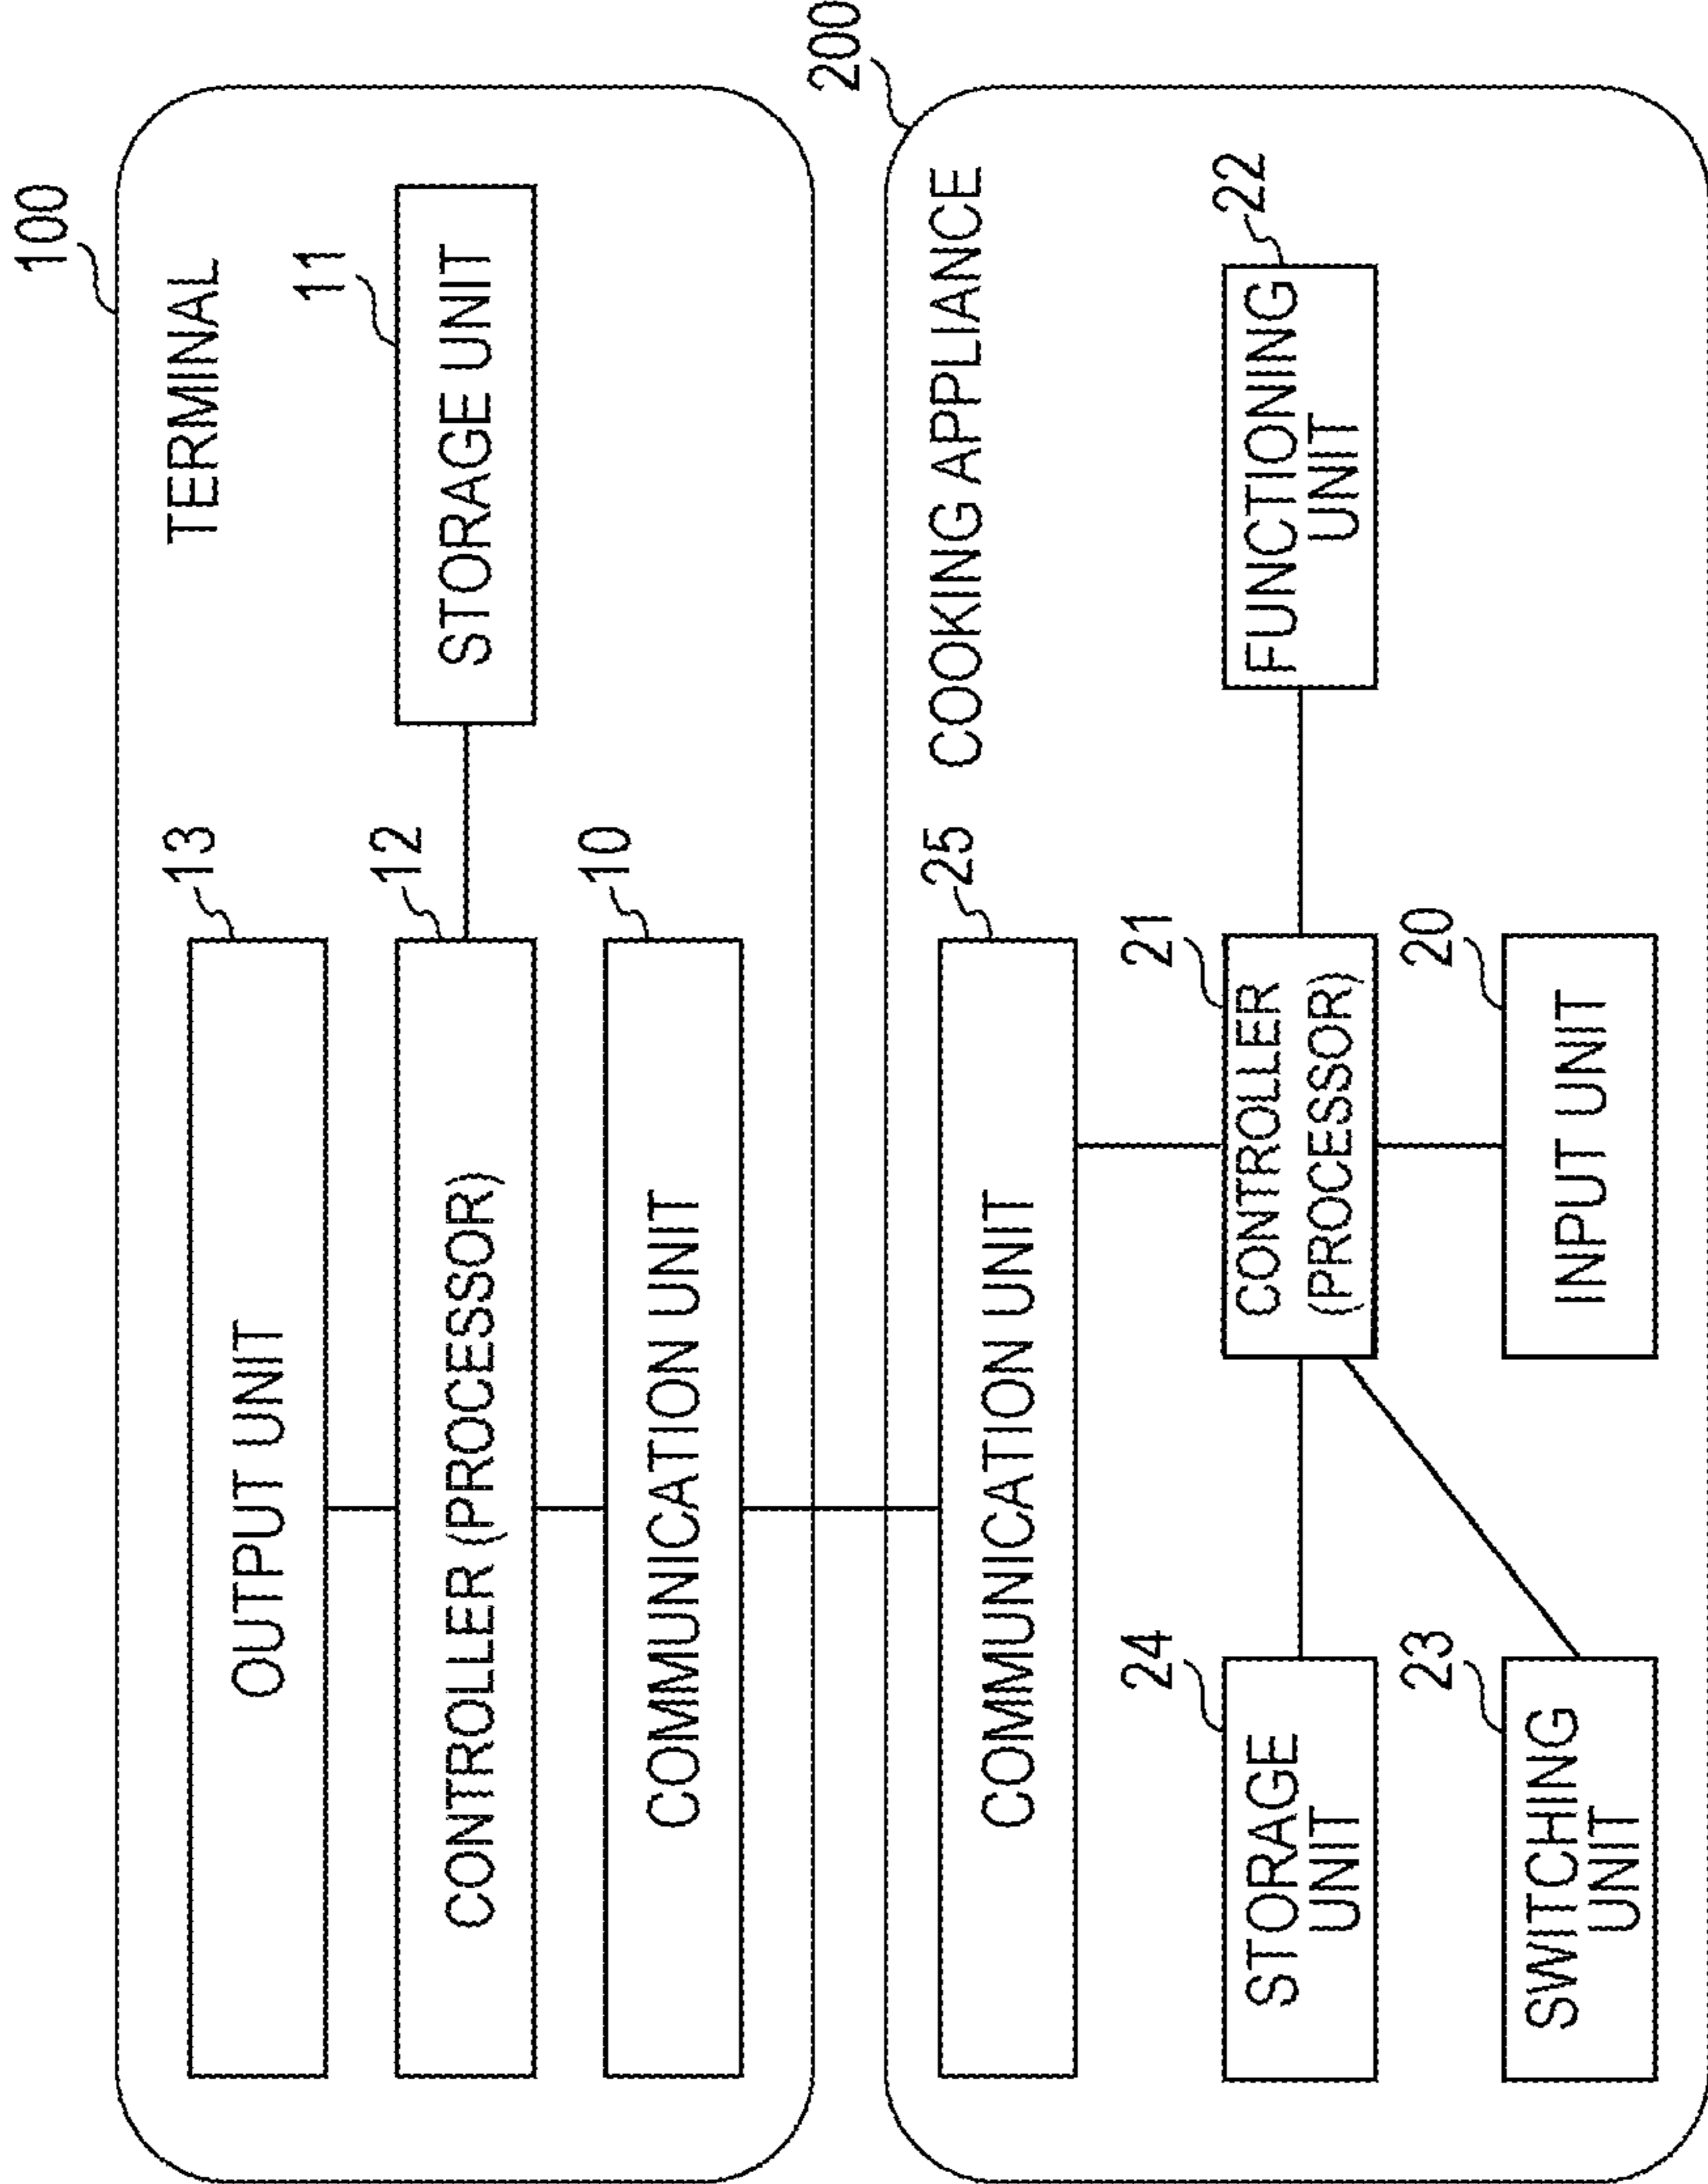 100
TERMINAL
13
OUTPUT UNIT
12
CONTROLLER (PROCESSOR)
11
STORAGE UNIT
10
COMMUNICATION UNIT
200
COOKING APPLIANCE
25
COMMUNICATION UNIT
24
STORAGE
UNIT
21
CONTROLLER
(PROCESSOR)
22
FUNCTIONING
UNIT
23
SWITCHING
UNIT
20
INPUT UNIT